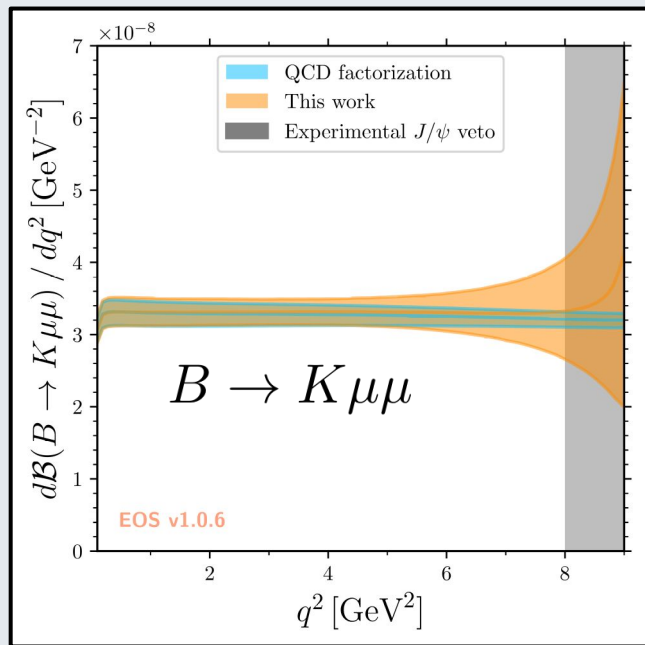 ×10⁻⁸
7
6
5
4
3
2
1
0
dB(B → Kμμ) / dq² [GeV⁻²]
QCD factorization
This work
Experimental J/ψ veto
B → Kμμ
EOS v1.0.6
2 4 6 8
q² [GeV²]